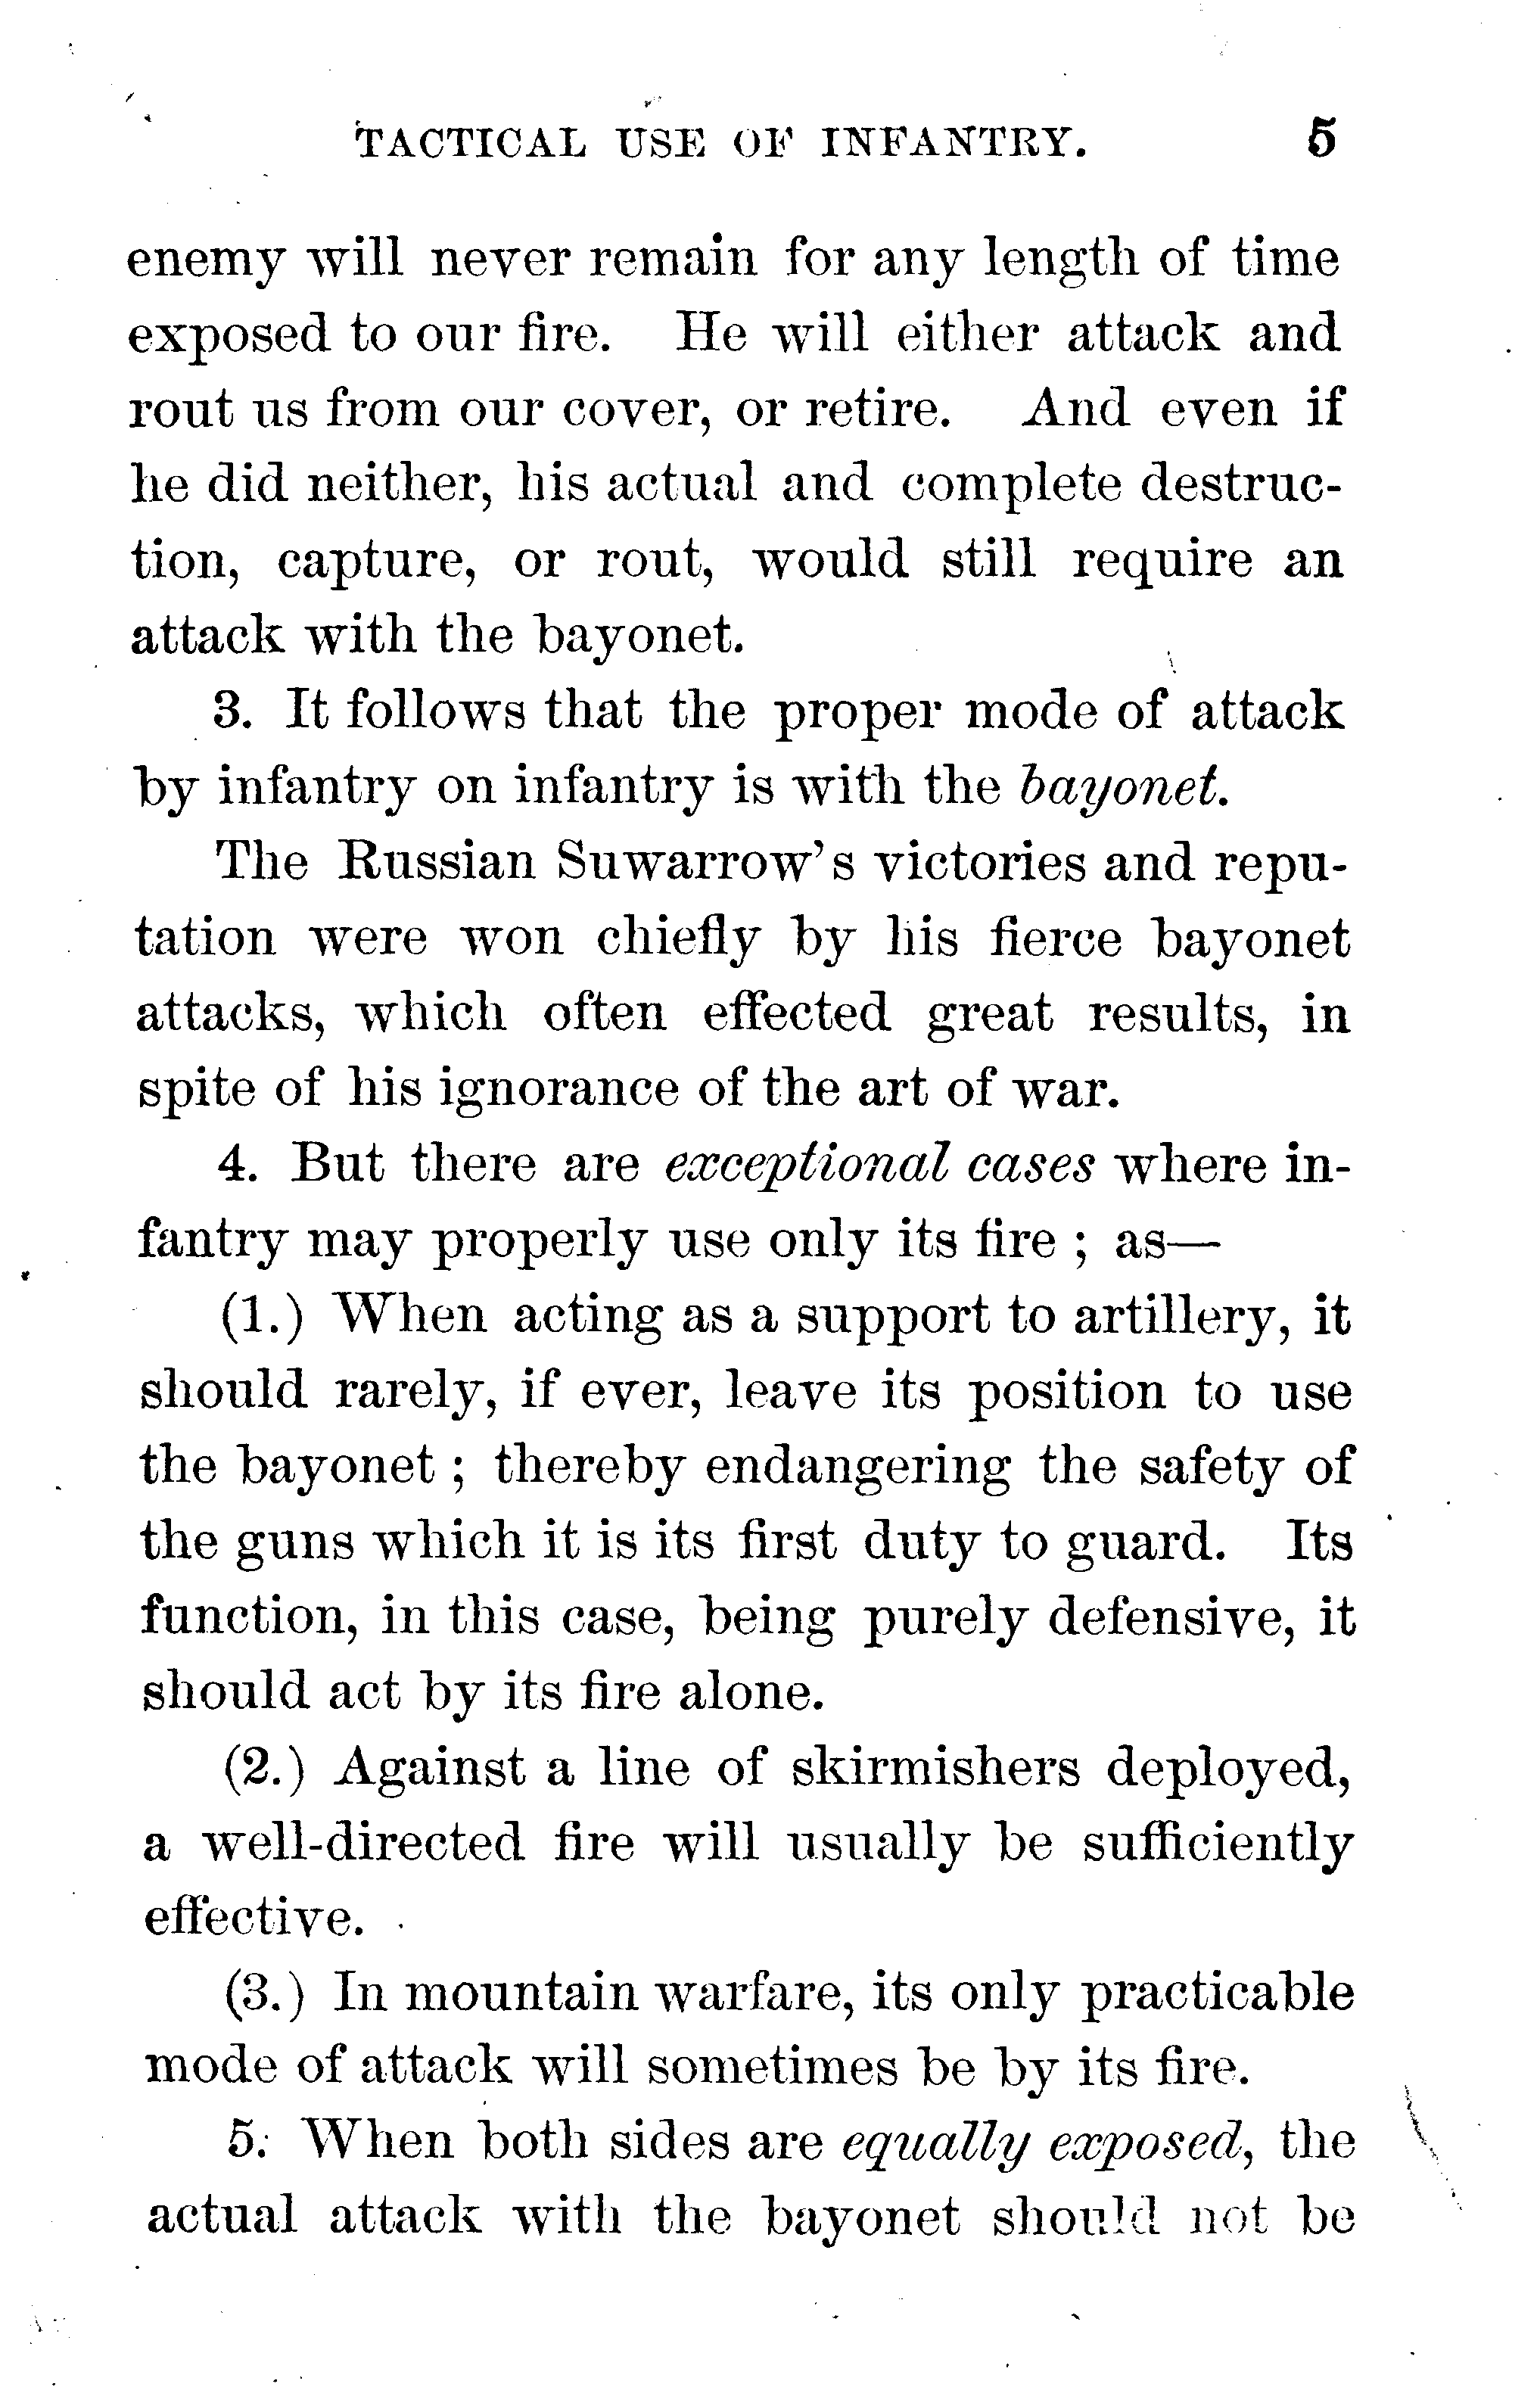 TACTICAL USE OF INFANTRY. 5
enemy will never remain for any length of time
exposed to our fire. He will either attack and
rout us from our cover, or retire. And even if
he did neither, his actual and complete destruc-
tion, capture, or rout, would still require an
attack with the bayonet.
3. It follows that the proper mode of attack
by infantry on infantry is with the bayonet.
The Russian Suwarrow's victories and repu-
tation were won chiefly by his fierce bayonet
attacks, which often effected great results, in
spite of his ignorance of the art of war.
4. But there are exceptional cases where in-
fantry may properly use only its fire ; as—
(1.) When acting as a support to artillery, it
should rarely, if ever, leave its position to use
the bayonet ; thereby endangering the safety of
the guns which it is its first duty to guard. Its
function, in this case, being purely defensive, it
should act by its fire alone.
(2.) Against a line of skirmishers deployed,
a well-directed fire will usually be sufficiently
effective.
(3.) In mountain warfare, its only practicable
mode of attack will sometimes be by its fire.
5. When both sides are equally exposed, the
actual attack with the bayonet should not be